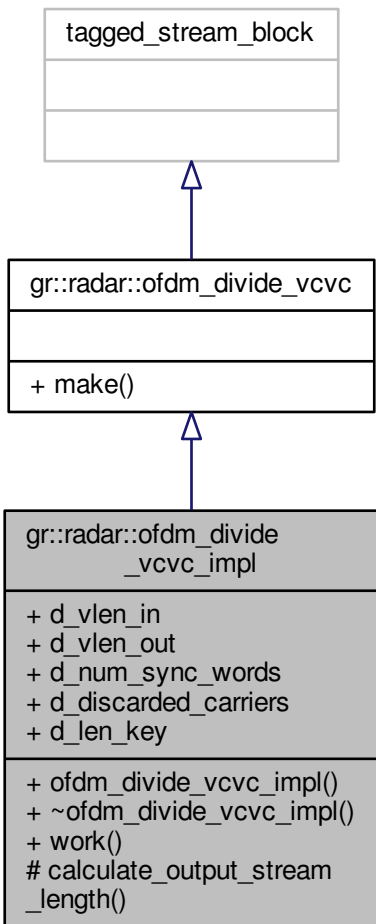 tagged_stream_block
gr::radar::ofdm_divide_vcvc
+ make()
gr::radar::ofdm_divide
_vcvc_impl
+ d_vlen_in
+ d_vlen_out
+ d_num_sync_words
+ d_discarded_carriers
+ d_len_key
+ ofdm_divide_vcvc_impl()
+ ~ofdm_divide_vcvc_impl()
+ work()
# calculate_output_stream
_length()